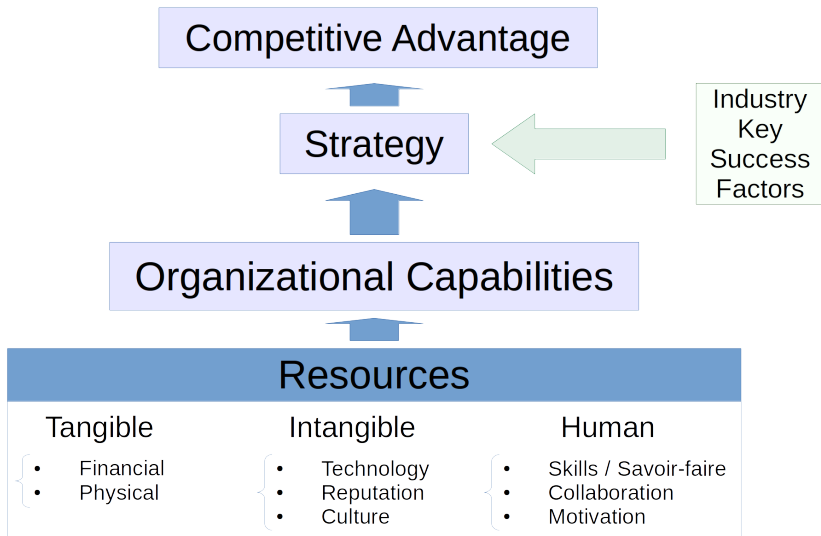 Competitive Advantage
Strategy
Industry
Key
Success
Factors
Organizational Capabilities
Resources
Tangible
• Financial
• Physical
Intangible
• Technology
• Reputation
• Culture
Human
• Skills / Savoir-faire
• Collaboration
• Motivation